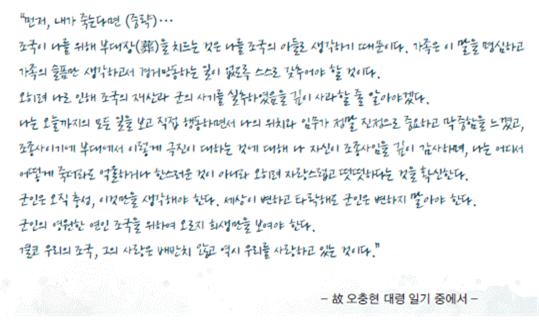 "먼저, 내가 죽는다면 (중략)...
조국이 나를 위해 부대장(部隊葬)을 치르는 것은 나를 조국의 아들로 생각하기 때문이다. 가족은 이 말을 명심하고
가족의 슬픔만 생각하고서 경거망동하는 일이 없도록 스스로 갖추어야 할 것이다.
오히려 나로 인해 조국의 재산과 군의 사기를 실추하였음을 깊이 사과할 줄 알아야겠다.
나는 오늘까지의 모든 일을 보고 직접 행동하면서 나의 위치와 임무가 정말 진정으로 중요하고 막중함을 느꼈고,
조종사이기에 부대에서 이렇게 극진히 대하는 것에 대해 나 자신이 조종사임을 깊이 감사하며, 나는 어디서
어떻게 죽더라도 억울하거나 한스러운 것이 아니라 오히려 자랑스럽고 떳떳하다는 것을 확신한다.
군인은 오직 충성, 이것만을 생각해야 한다. 세상이 변하고 타락해도 군인은 변하지 말아야 한다.
군인의 영원한 연인 조국을 위하여 오로지 희생만을 보여야 한다.
결코 우리의 조국, 그의 사랑은 배반치 않고 역시 우리를 사랑하고 있는 것이다."
– 故 오충현 대령 일기 중에서 –